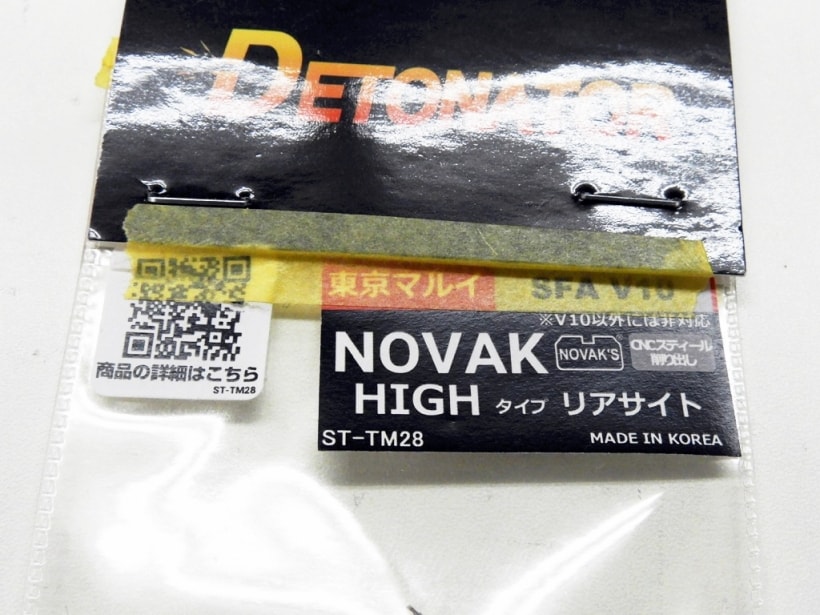 DETONATOR
東京マルイ SFA V10
※V10以外には非対応
NOVAK NOVAK'S CNCスティール
削り出し
HIGH タイプ リアサイト
ST-TM28 MADE IN KOREA
商品の詳細はこちら
ST-TM28